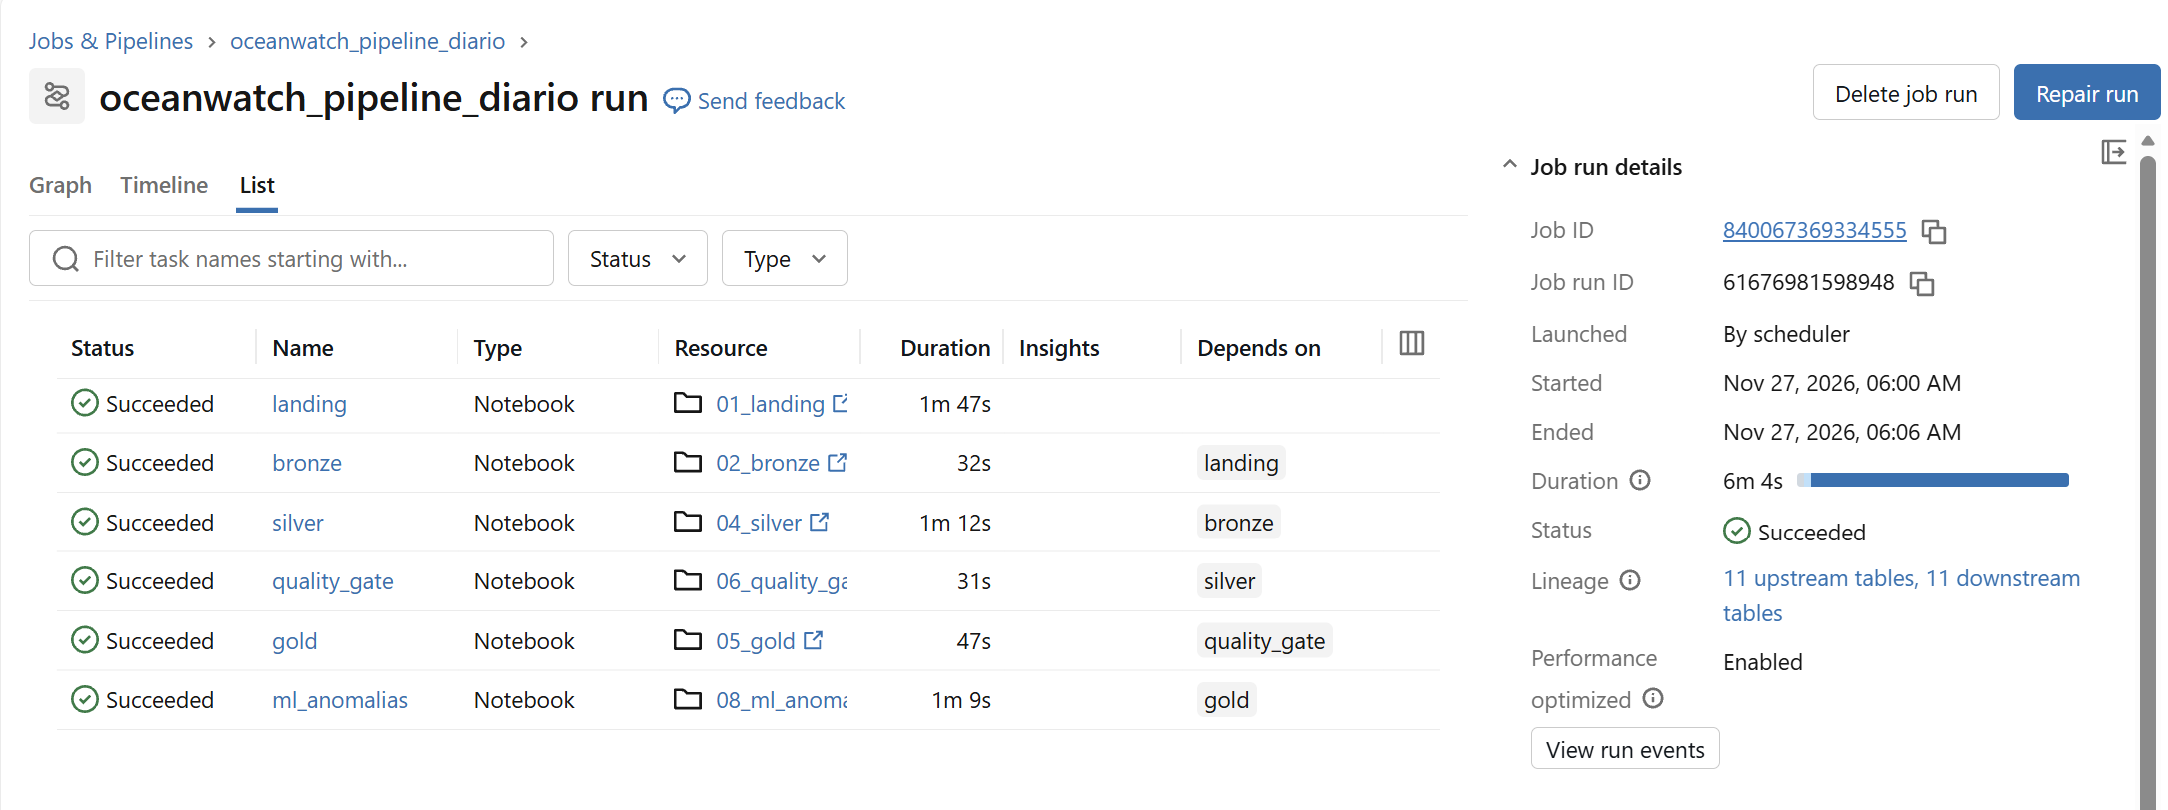 Jobs & Pipelines > oceanwatch_pipeline_diario >
oceanwatch_pipeline_diario run Send feedback
Delete job run Repair run
Graph Timeline List
Filter task names starting with... Status Type
Status Name Type Resource Duration Insights Depends on
Succeeded landing Notebook 01_landing 1m 47s
Succeeded bronze Notebook 02_bronze 32s landing
Succeeded silver Notebook 04_silver 1m 12s bronze
Succeeded quality_gate Notebook 06_quality_ga 31s silver
Succeeded gold Notebook 05_gold 47s quality_gate
Succeeded ml_anomalias Notebook 08_ml_anoma 1m 9s gold
Job run details
Job ID 840067369334555
Job run ID 61676981598948
Launched By scheduler
Started Nov 27, 2026, 06:00 AM
Ended Nov 27, 2026, 06:06 AM
Duration 6m 4s
Status Succeeded
Lineage 11 upstream tables, 11 downstream
tables
Performance Enabled
optimized
View run events